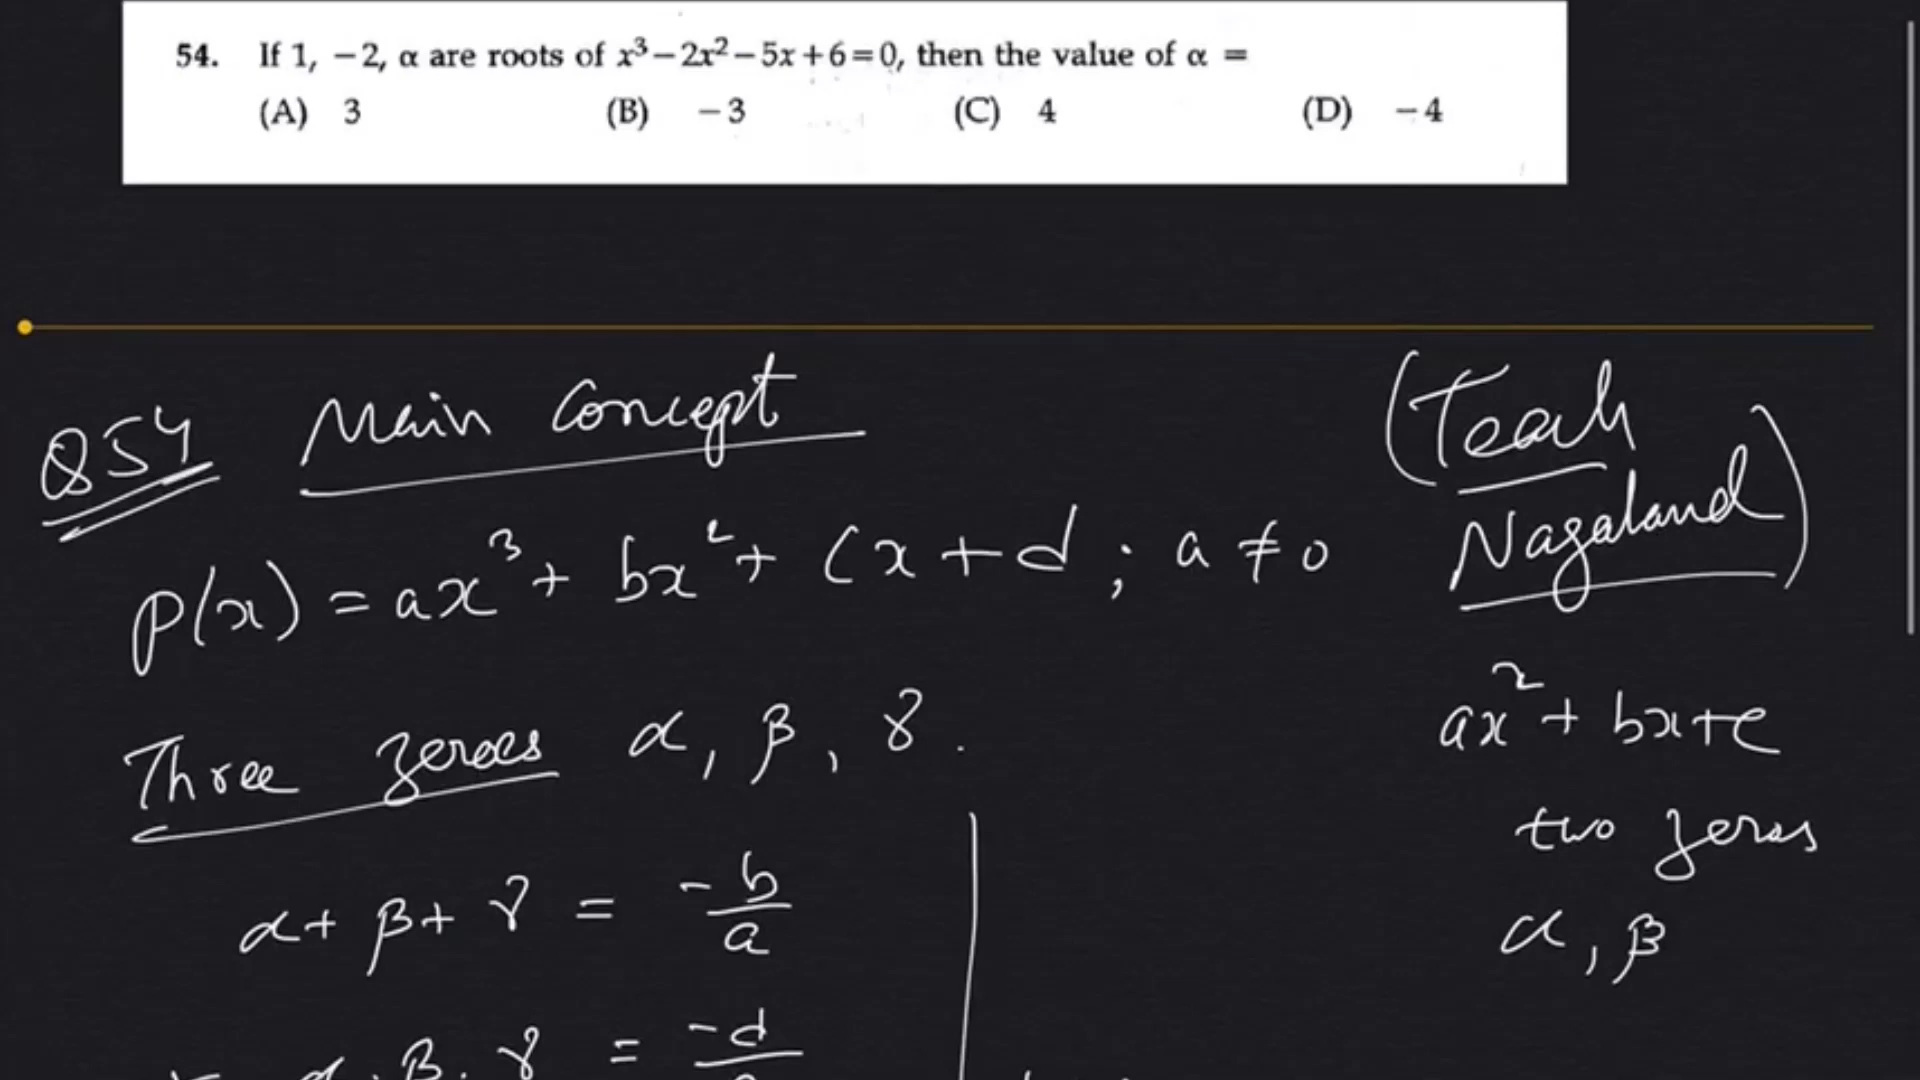 54. If 1, −2, α are roots of x³−2x²−5x+6=0, then the value of α =
(A) 3 (B) −3 (C) 4 (D) −4
Q54 Main Concept (Teach
Nagaland)
P(x) = ax³ + bx² + Cx + d ; a ≠ 0
ax² + bx + c
Three zeroes α, β, γ.
two zeros
α + β + γ = -b/a
α, β
α . β . γ = -d